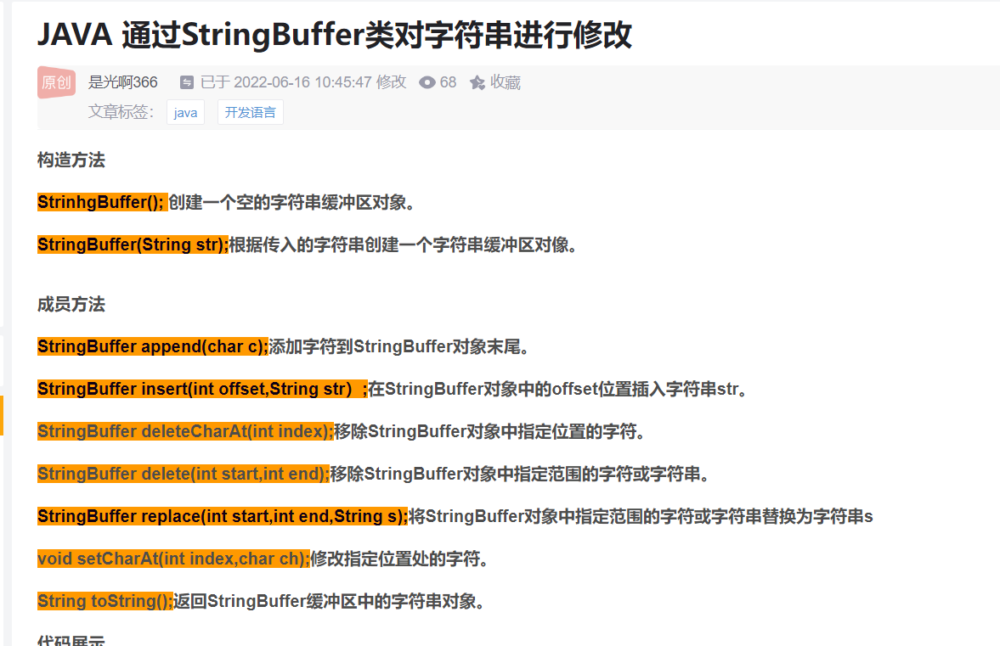 JAVA 通过StringBuffer类对字符串进行修改
原创 是光啊366 已于 2022-06-16 10:45:47 修改 68 收藏
文章标签： java 开发语言
构造方法
StrinhgBuffer(); 创建一个空的字符串缓冲区对象。
StringBuffer(String str);根据传入的字符串创建一个字符串缓冲区对像。
成员方法
StringBuffer append(char c);添加字符到StringBuffer对象末尾。
StringBuffer insert(int offset,String str）;在StringBuffer对象中的offset位置插入字符串str。
StringBuffer deleteCharAt(int index);移除StringBuffer对象中指定位置的字符。
StringBuffer delete(int start,int end);移除StringBuffer对象中指定范围的字符或字符串。
StringBuffer replace(int start,int end,String s);将StringBuffer对象中指定范围的字符或字符串替换为字符串s
void setCharAt(int index,char ch);修改指定位置处的字符。
String toString();返回StringBuffer缓冲区中的字符串对象。
代码展示